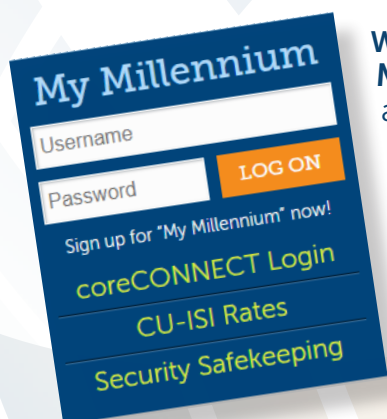 My Millennium
Username
Password
LOG ON
Sign up for "My Millennium" now!
coreCONNECT Login
CU-ISI Rates
Security Safekeeping